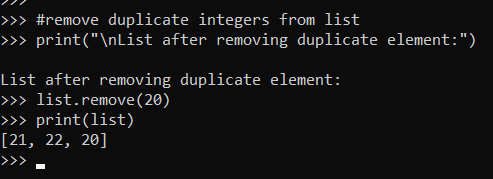 >>>
>>> #remove duplicate integers from list
>>> print("\nList after removing duplicate element:")
List after removing duplicate element:
>>> list.remove(20)
>>> print(list)
[21, 22, 20]
>>>